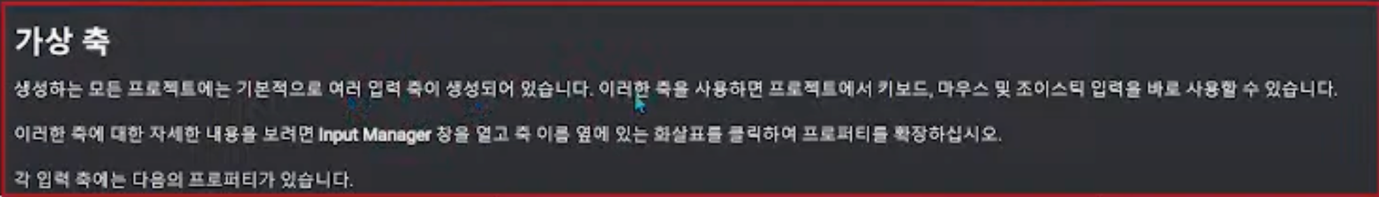 가상 축
생성하는 모든 프로젝트에는 기본적으로 여러 입력 축이 생성되어 있습니다. 이러한 축을 사용하면 프로젝트에서 키보드, 마우스 및 조이스틱 입력을 바로 사용할 수 있습니다.
이러한 축에 대한 자세한 내용을 보려면 Input Manager 창을 열고 축 이름 옆에 있는 화살표를 클릭하여 프로퍼티를 확장하십시오.
각 입력 축에는 다음의 프로퍼티가 있습니다.